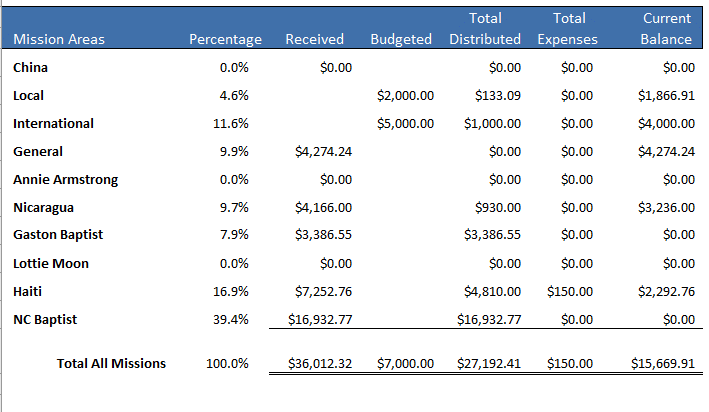 Total Total Current
Mission Areas Percentage Received Budgeted Distributed Expenses Balance
China 0.0% $0.00 $0.00 $0.00 $0.00
Local 4.6% $2,000.00 $133.09 $0.00 $1,866.91
International 11.6% $5,000.00 $1,000.00 $0.00 $4,000.00
General 9.9% $4,274.24 $0.00 $0.00 $4,274.24
Annie Armstrong 0.0% $0.00 $0.00 $0.00 $0.00
Nicaragua 9.7% $4,166.00 $930.00 $0.00 $3,236.00
Gaston Baptist 7.9% $3,386.55 $3,386.55 $0.00 $0.00
Lottie Moon 0.0% $0.00 $0.00 $0.00 $0.00
Haiti 16.9% $7,252.76 $4,810.00 $150.00 $2,292.76
NC Baptist 39.4% $16,932.77 $16,932.77 $0.00 $0.00
Total All Missions 100.0% $36,012.32 $7,000.00 $27,192.41 $150.00 $15,669.91